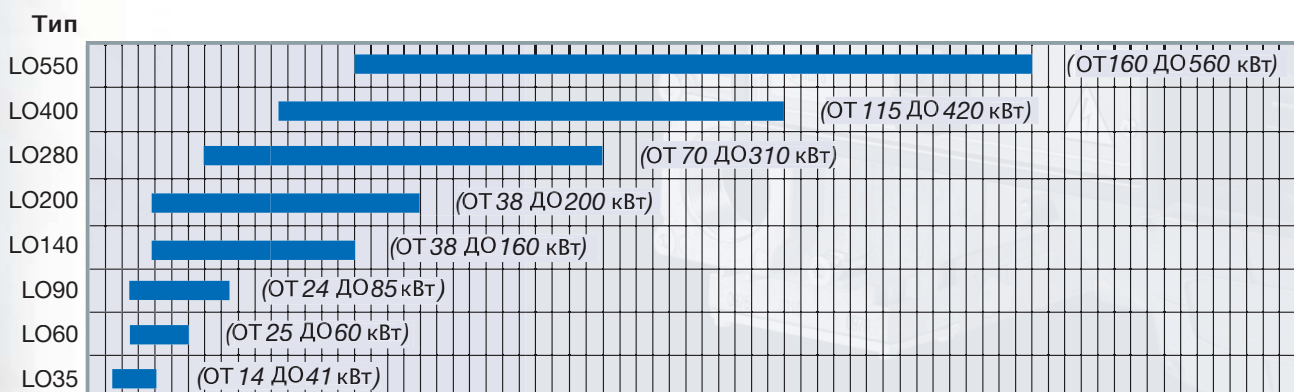 Тип
LO550 (ОТ 160 ДО 560 кВт)
LO400 (ОТ 115 ДО 420 кВт)
LO280 (ОТ 70 ДО 310 кВт)
LO200 (ОТ 38 ДО 200 кВт)
LO140 (ОТ 38 ДО 160 кВт)
LO90 (ОТ 24 ДО 85 кВт)
LO60 (ОТ 25 ДО 60 кВт)
LO35 (ОТ 14 ДО 41 кВт)